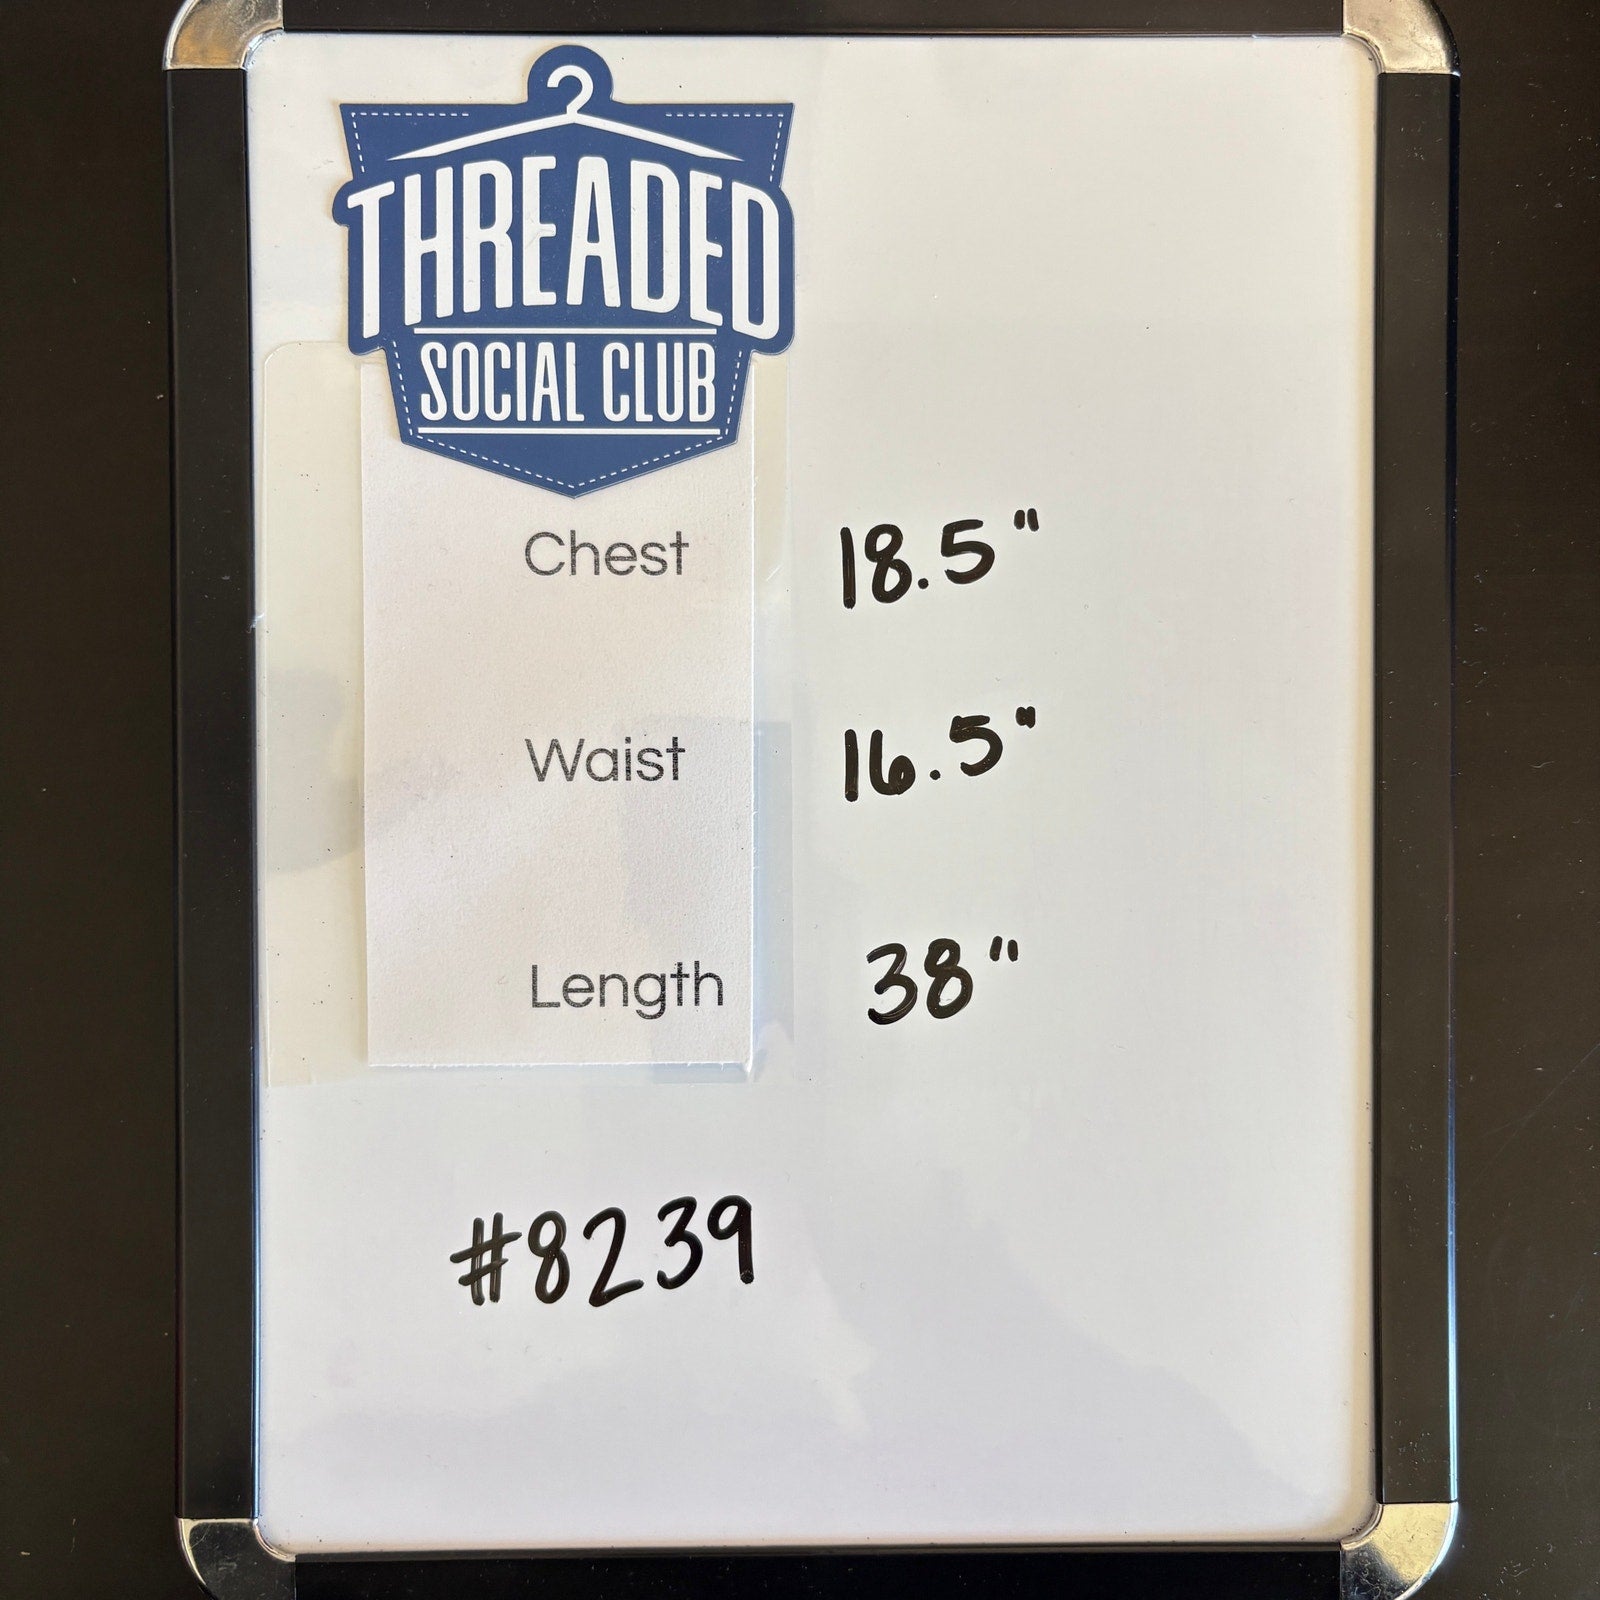 THREADED
SOCIAL CLUB
Chest 18.5"
Waist 16.5"
Length 38"
#8239